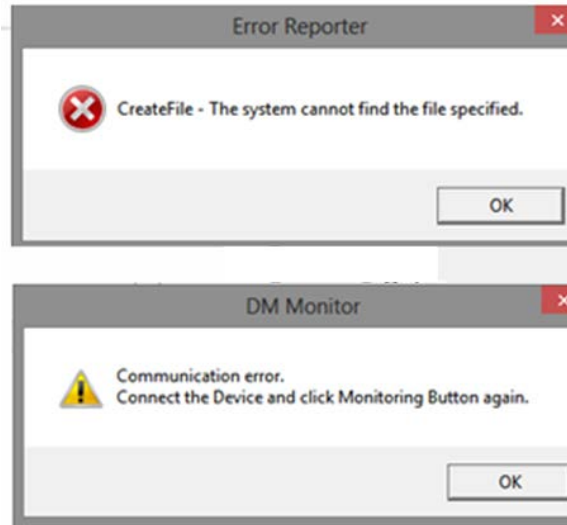 Error Reporter
CreateFile - The system cannot find the file specified.
OK
DM Monitor
Communication error.
Connect the Device and click Monitoring Button again.
OK